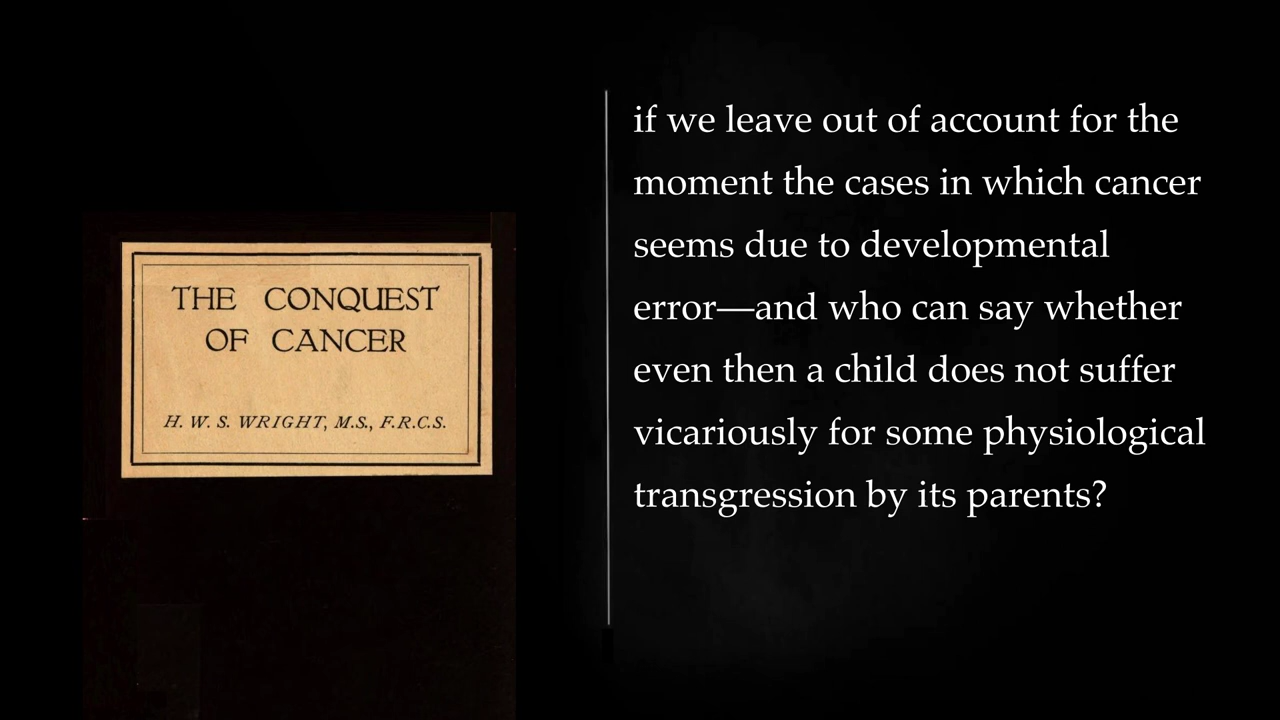 THE CONQUEST
OF CANCER
H. W. S. WRIGHT, M.S., F.R.C.S.
if we leave out of account for the
moment the cases in which cancer
seems due to developmental
error—and who can say whether
even then a child does not suffer
vicariously for some physiological
transgression by its parents?